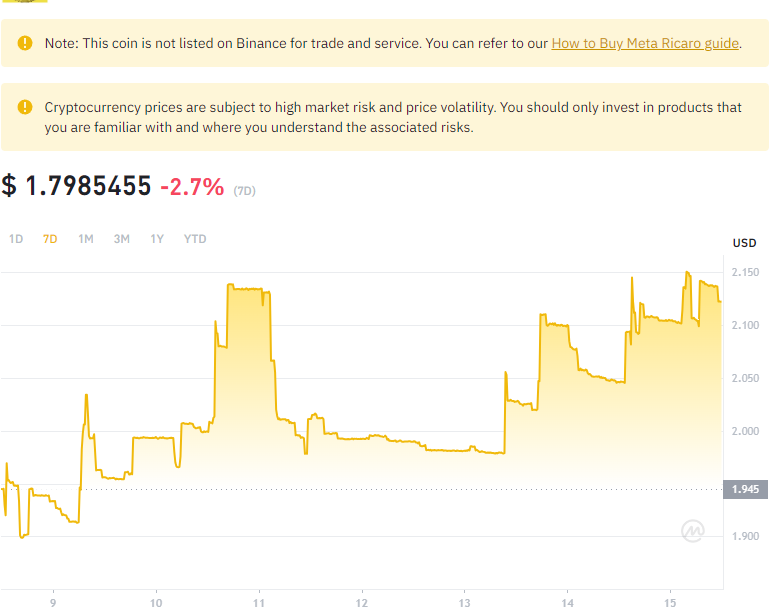 Note: This coin is not listed on Binance for trade and service. You can refer to our How to Buy Meta Ricaro guide.
Cryptocurrency prices are subject to high market risk and price volatility. You should only invest in products that
you are familiar with and where you understand the associated risks.
$ 1.7985455 -2.7% (7D)
1D 7D 1M 3M 1Y YTD
USD
2.150
2.100
2.050
2.000
1.945
1.900
9 10 11 12 13 14 15